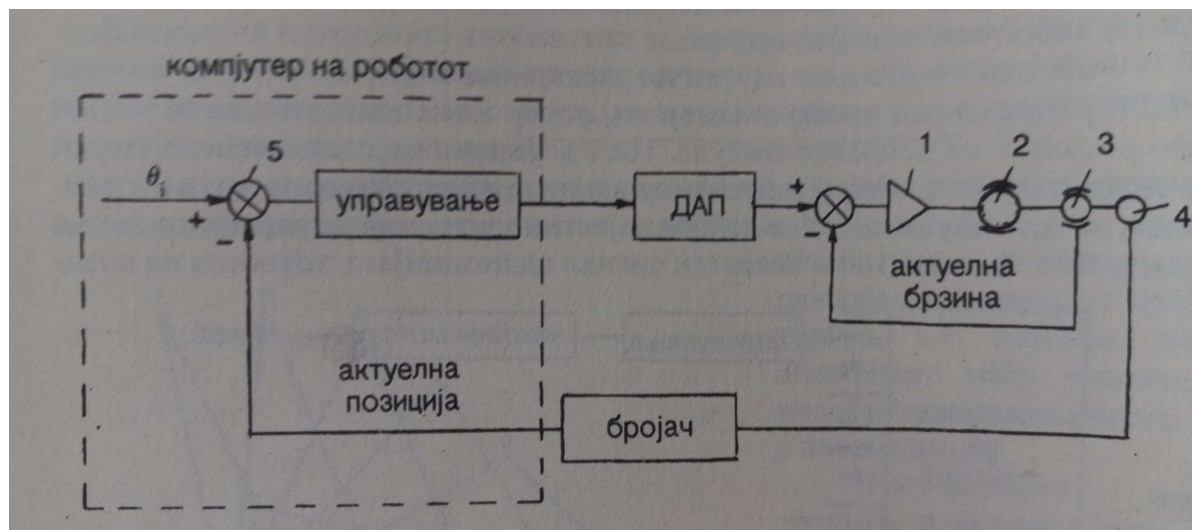 компјутер на роботот
1
2
3
5
θi
+
−
управување
ДАП
+
−
4
актуелна
брзина
актуелна
позиција
бројач